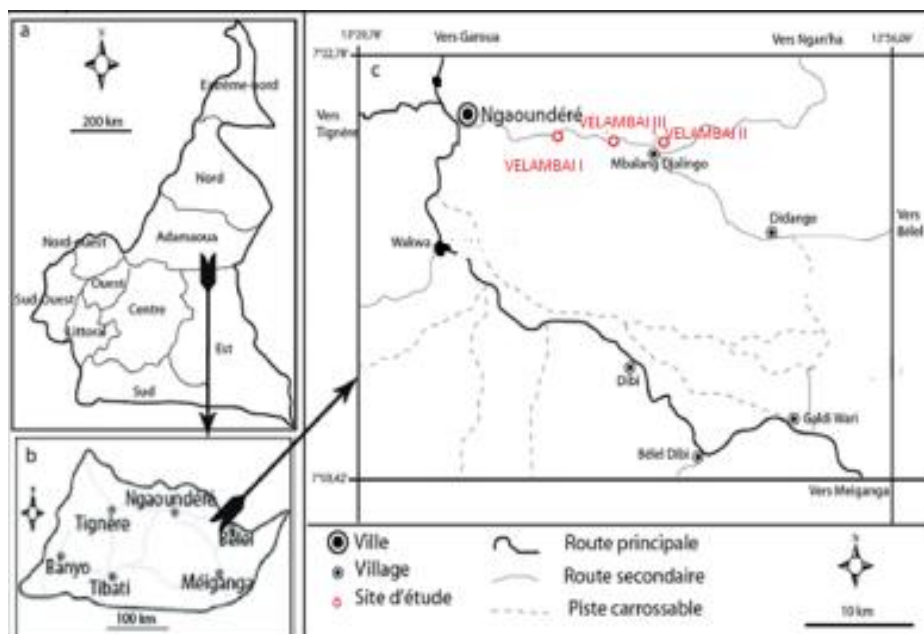 a
N
Extrême-nord
200 km
Nord
Adamaoua
Nord-ouest
Ouest
Sud-Ouest
Centre
Littoral
Est
Sud
b
Ngaoundéré
Tignère
Bélel
Banyo
Tibati
Méiganga
100 km
Vers Garoua
Vers Ngan'ha
c
Vers
Tignère
Ngaoundéré
VELAMBAI III
VELAMBAI II
VELAMBAI I
Mbalang Djalingo
Didango
Vers
Bélel
Wakwa
Dibi
Galdi Wari
Bélel Dibi
Vers Meiganga
Ville
Village
Site d'étude
Route principale
Route secondaire
Piste carrossable
10 km